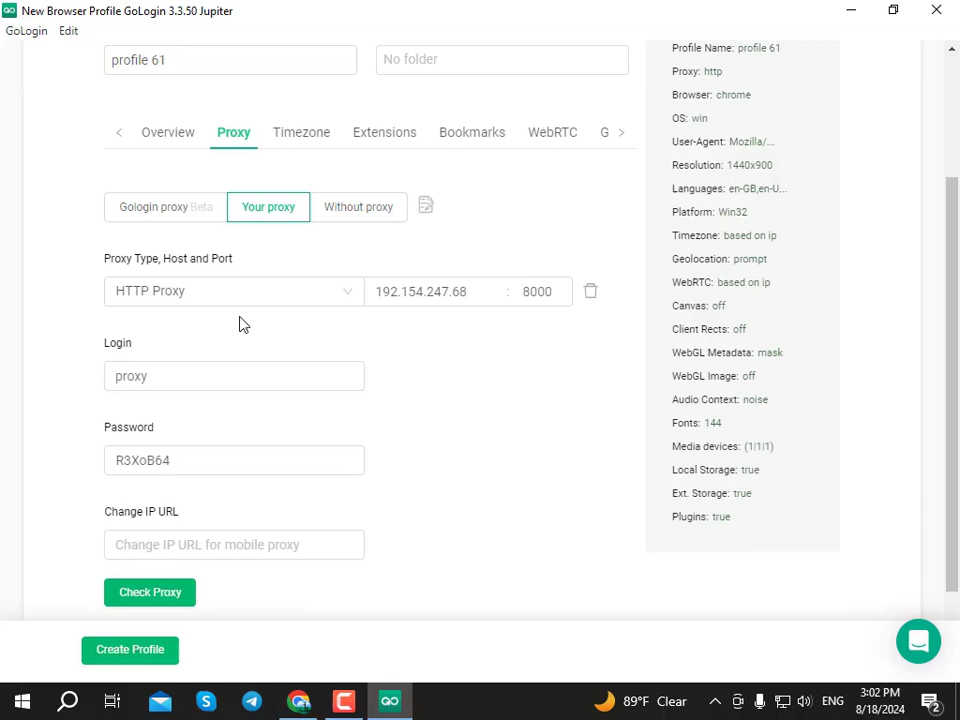 GO New Browser Profile GoLogin 3.3.50 Jupiter
GoLogin Edit
profile 61
No folder
Overview
Proxy
Timezone
Extensions
Bookmarks
WebRTC
G
Gologin proxy Beta
Your proxy
Without proxy
Proxy Type, Host and Port
HTTP Proxy
192.154.247.68 : 8000
Login
proxy
Password
R3XoB64
Change IP URL
Change IP URL for mobile proxy
Check Proxy
Create Profile
Profile Name: profile 61
Proxy: http
Browser: chrome
OS: win
User-Agent: Mozilla/...
Resolution: 1440x900
Languages: en-GB,en-U...
Platform: Win32
Timezone: based on ip
Geolocation: prompt
WebRTC: based on ip
Canvas: off
Client Rects: off
WebGL Metadata: mask
WebGL Image: off
Audio Context: noise
Fonts: 144
Media devices: (1|1|1)
Local Storage: true
Ext. Storage: true
Plugins: true
GO
89°F Clear
ENG
3:02 PM
8/18/2024
2